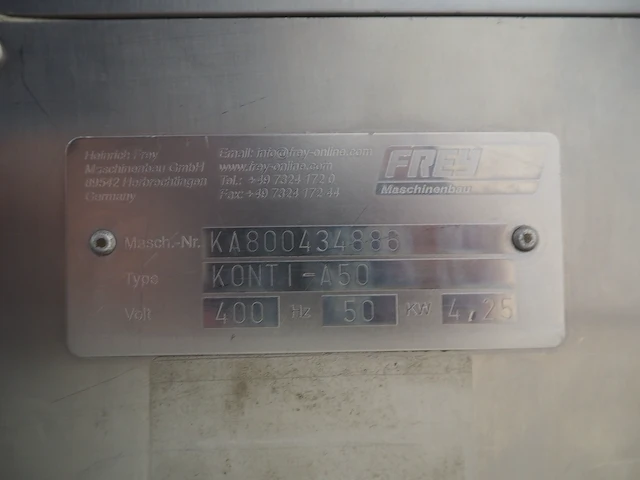 Heinrich Frey
Maschinenbau GmbH
89542 Herbrechtingen
Germany
Email: info@frey-online.com
www.frey-online.com
Tel.: +49 7324 172 0
Fax: +49 7324 172 44
FREY
Maschinenbau
Masch.-Nr. KA800434886
Type KONTI-A50
Volt 400 Hz 50 KW 4,25